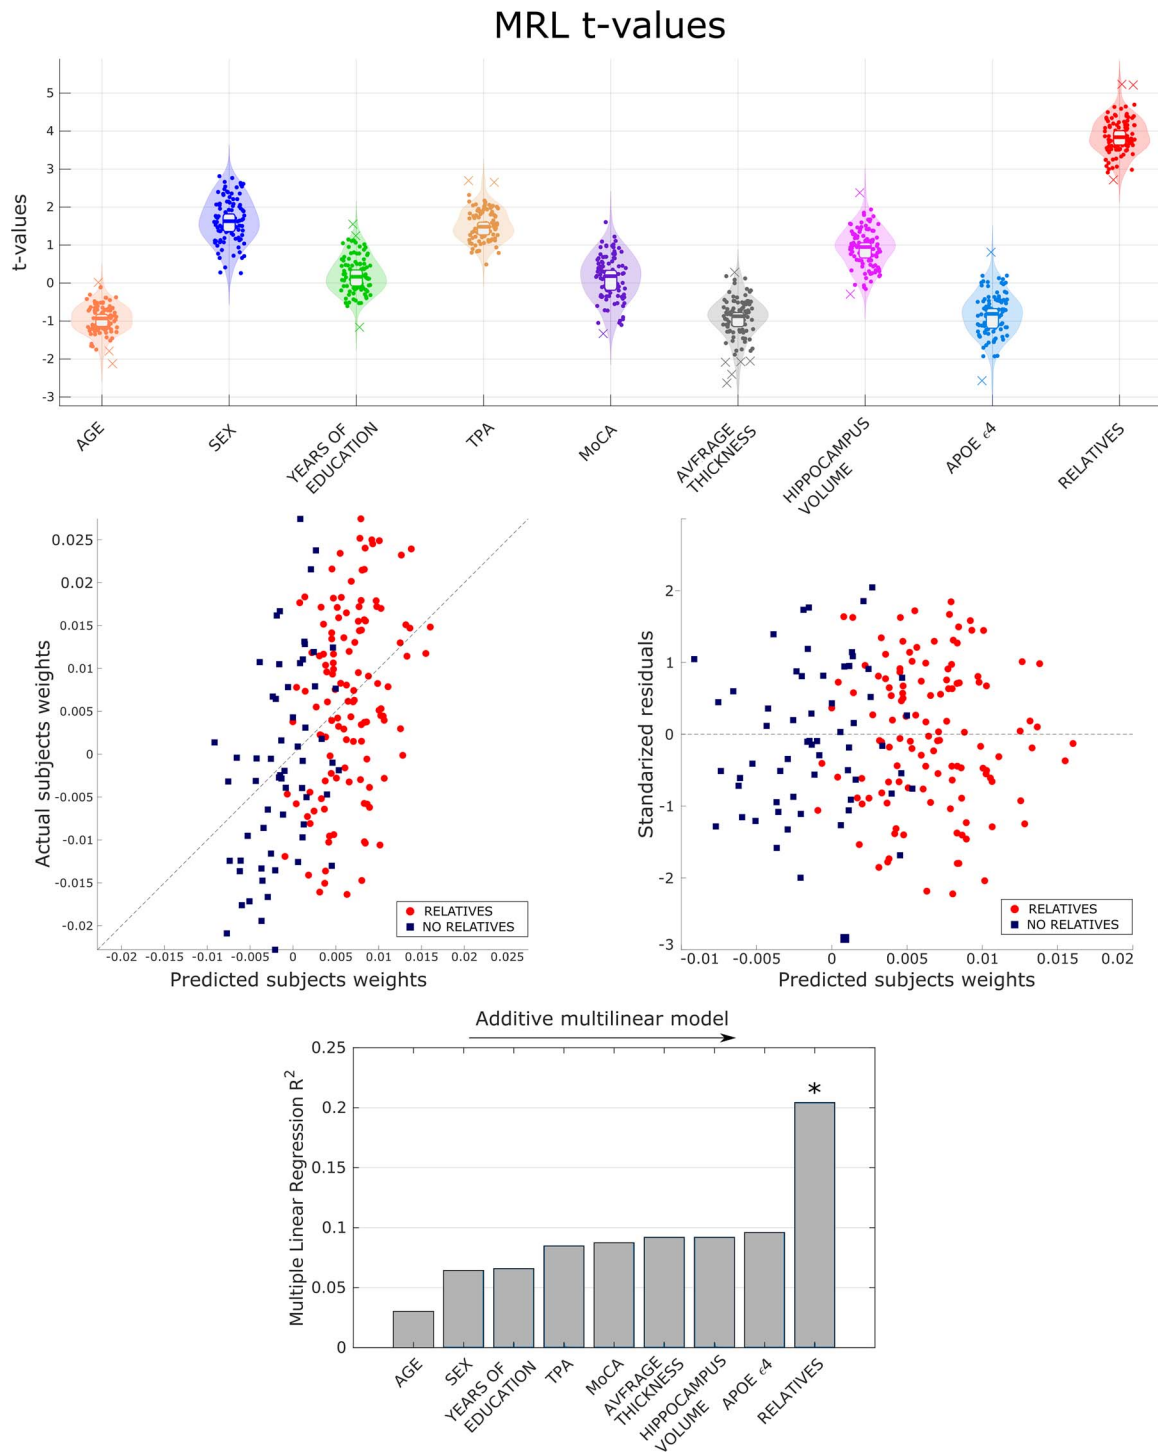 MRL t-values
t-values
5
4
3
2
1
0
-1
-2
-3
AGE
SEX
YEARS OF
EDUCATION
TPA
MoCA
AVFRAGE
THICKNESS
HIPPOCAMPUS
VOLUME
APOE ϵ4
RELATIVES
Actual subjects weights
0.025
0.02
0.015
0.01
0.005
0
-0.005
-0.01
-0.015
-0.02
-0.02 -0.015 -0.01 -0.005 0 0.005 0.01 0.015 0.02 0.025
Predicted subjects weights
RELATIVES
NO RELATIVES
Standarized residuals
2
1
0
-1
-2
-3
-0.01 -0.005 0 0.005 0.01 0.015 0.02
Predicted subjects weights
RELATIVES
NO RELATIVES
Additive multilinear model
Multiple Linear Regression R²
0.25
0.2
0.15
0.1
0.05
0
*
AGE
SEX
YEARS OF
EDUCATION
TPA
MoCA
AVFRAGE
THICKNESS
HIPPOCAMPUS
VOLUME
APOE ϵ4
RELATIVES